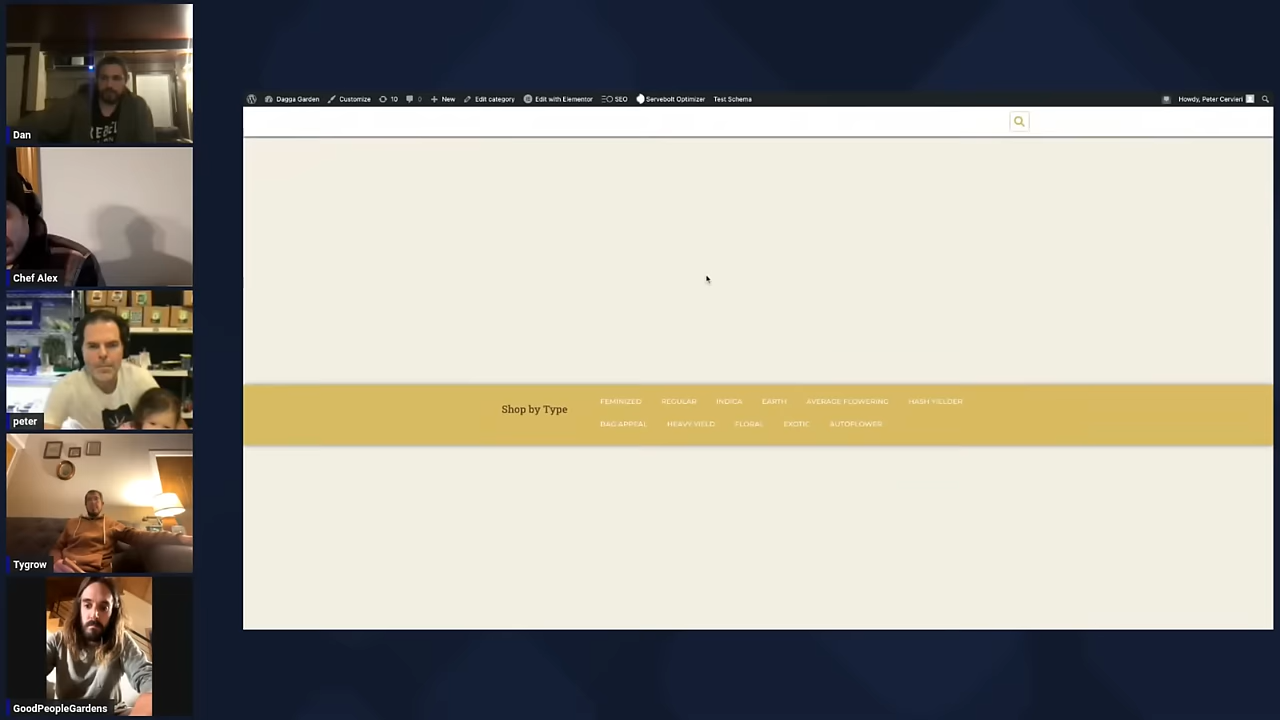 Dan
Chef Alex
peter
Tygrow
GoodPeopleGardens
REBEL
Dagga Garden Customize 10 0 New Edit category Edit with Elementor SEO Servebolt Optimizer Test Schema Howdy, Peter Cervieri
Shop by Type
FEMINIZED REGULAR INDICA EARTH AVERAGE FLOWERING HASH YIELDER
BAG APPEAL HEAVY YIELD FLORAL EXOTIC AUTOFLOWER